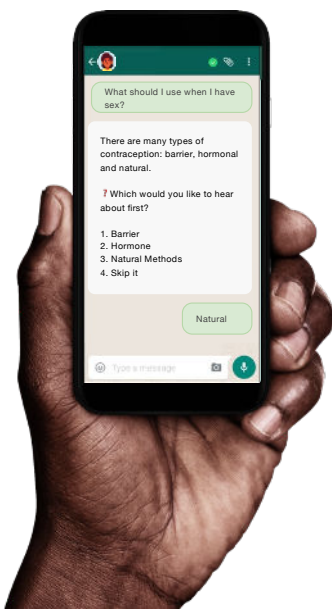 What should I use when I have
sex?
There are many types of
contraception: barrier, hormonal
and natural.
❓Which would you like to hear
about first?
1. Barrier
2. Hormone
3. Natural Methods
4. Skip it
Natural
Type a message